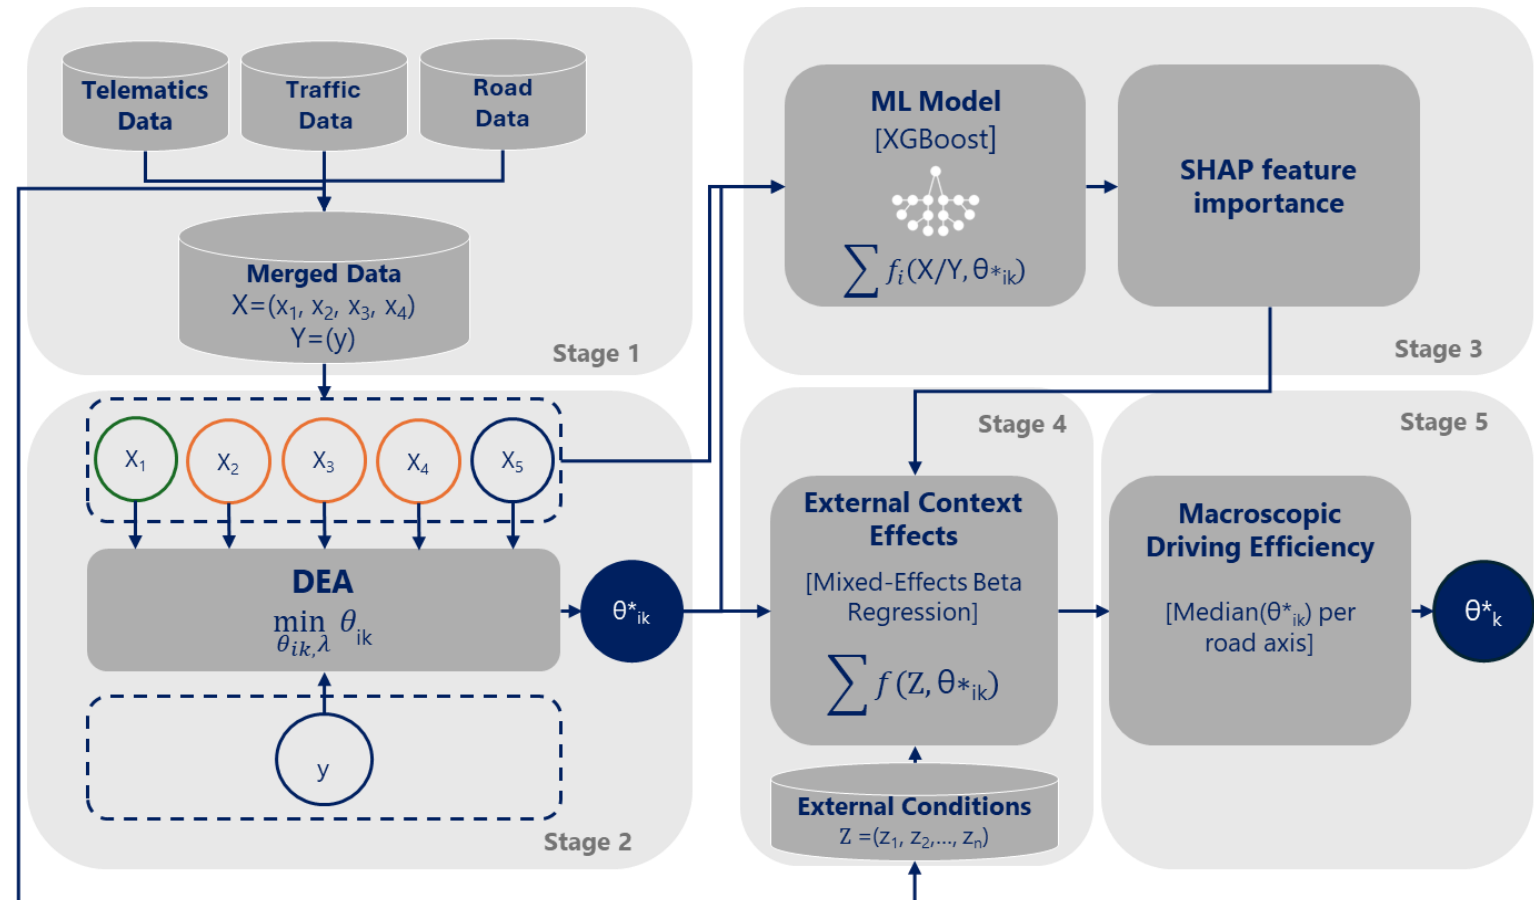 Telematics
Data
Traffic
Data
Road
Data
Merged Data
X=(x₁, x₂, x₃, x₄)
Y=(y)
Stage 1
X₁
X₂
X₃
X₄
X₅
DEA
min θᵢₖ
θᵢₖ,λ
θ*ᵢₖ
y
Stage 2
ML Model
[XGBoost]
∑ fᵢ(X/Y, θ*ᵢₖ)
SHAP feature
importance
Stage 3
Stage 4
External Context
Effects
[Mixed-Effects Beta
Regression]
∑ f (Z, θ*ᵢₖ)
External Conditions
Z =(z₁, z₂,..., zₙ)
Stage 5
Macroscopic
Driving Efficiency
[Median(θ*ᵢₖ) per
road axis]
θ*ₖ